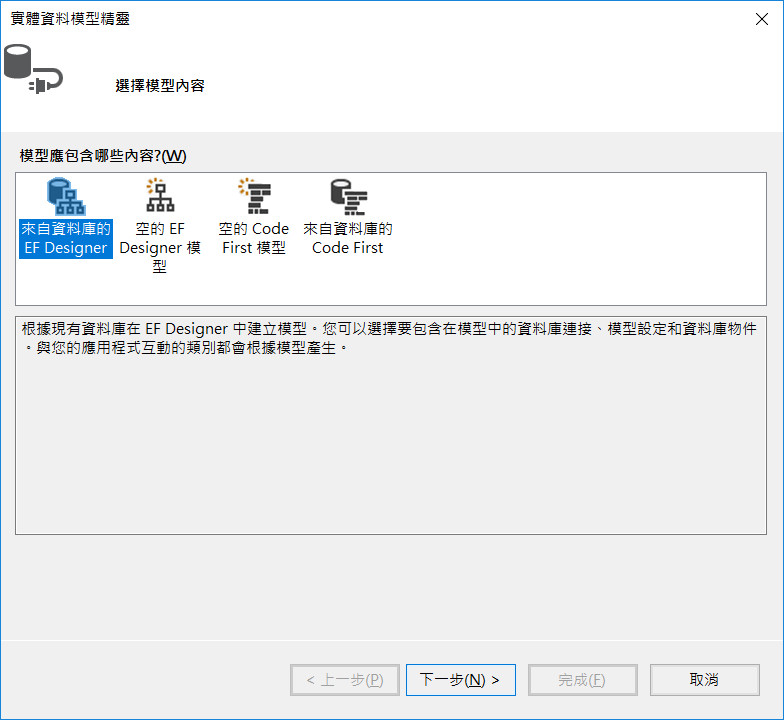 實體資料模型精靈
選擇模型內容
模型應包含哪些內容?(W)
來自資料庫的
EF Designer
空的 EF
Designer 模
型
空的 Code
First 模型
來自資料庫的
Code First
根據現有資料庫在 EF Designer 中建立模型。您可以選擇要包含在模型中的資料庫連接、模型設定和資料庫物件
。與您的應用程式互動的類別都會根據模型產生。
< 上一步(P)
下一步(N) >
完成(F)
取消